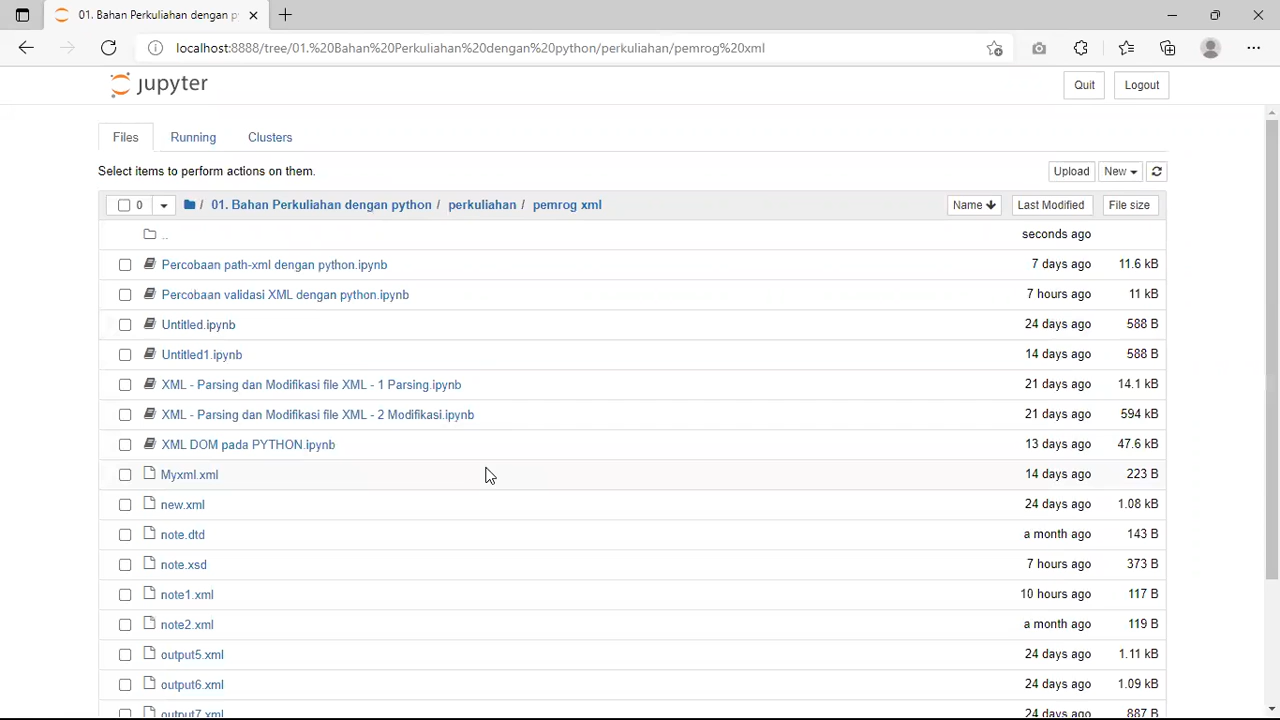 01. Bahan Perkuliahan dengan p
localhost:8888/tree/01.%20Bahan%20Perkuliahan%20dengan%20python/perkuliahan/pemrog%20xml
jupyter
Quit Logout
Files Running Clusters
Select items to perform actions on them.
Upload New
0 / 01. Bahan Perkuliahan dengan python / perkuliahan / pemrog xml Name Last Modified File size
.. seconds ago
Percobaan path-xml dengan python.ipynb 7 days ago 11.6 kB
Percobaan validasi XML dengan python.ipynb 7 hours ago 11 kB
Untitled.ipynb 24 days ago 588 B
Untitled1.ipynb 14 days ago 588 B
XML - Parsing dan Modifikasi file XML - 1 Parsing.ipynb 21 days ago 14.1 kB
XML - Parsing dan Modifikasi file XML - 2 Modifikasi.ipynb 21 days ago 594 kB
XML DOM pada PYTHON.ipynb 13 days ago 47.6 kB
Myxml.xml 14 days ago 223 B
new.xml 24 days ago 1.08 kB
note.dtd a month ago 143 B
note.xsd 7 hours ago 373 B
note1.xml 10 hours ago 117 B
note2.xml a month ago 119 B
output5.xml 24 days ago 1.11 kB
output6.xml 24 days ago 1.09 kB
output7.xml 24 days ago 887 B